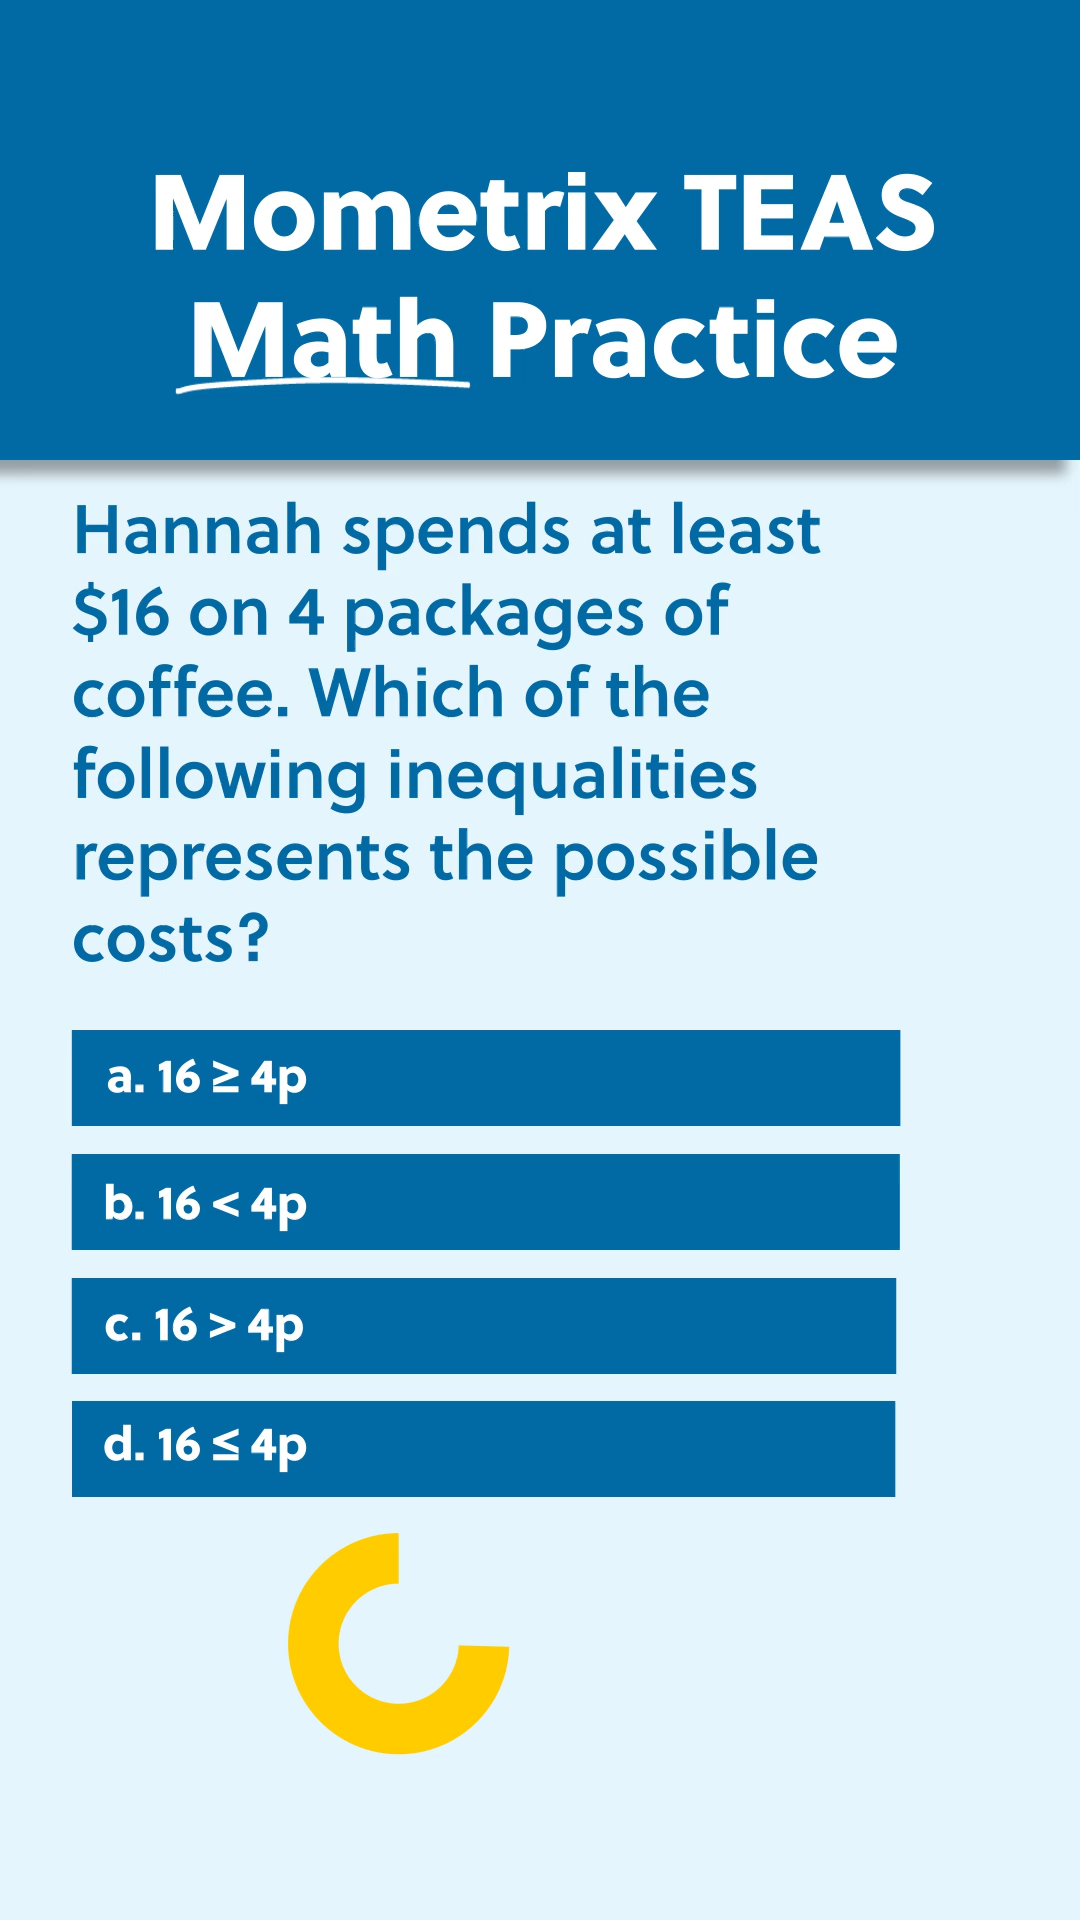 Mometrix TEAS
Math Practice
Hannah spends at least
$16 on 4 packages of
coffee. Which of the
following inequalities
represents the possible
costs?
a. 16 ≥ 4p
b. 16 < 4p
c. 16 > 4p
d. 16 ≤ 4p